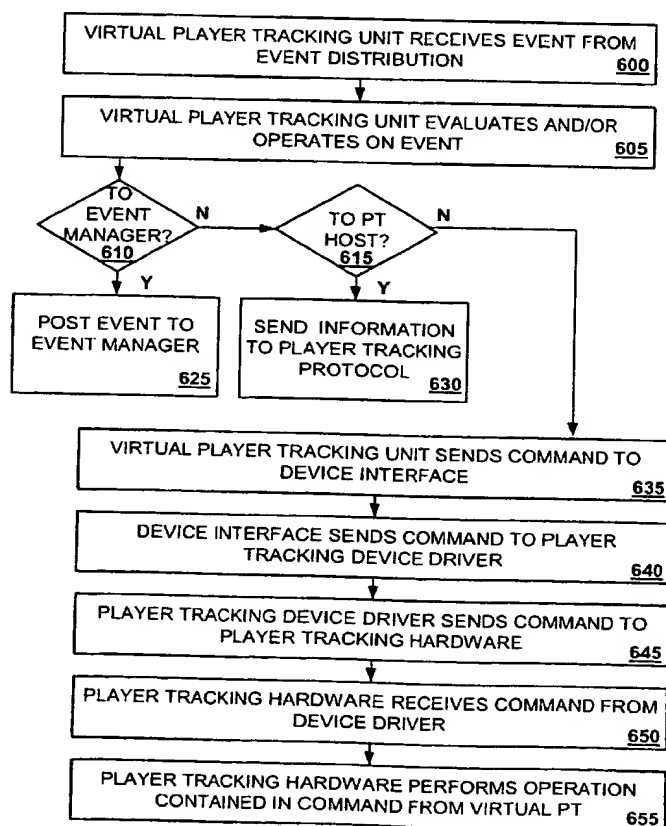 VIRTUAL PLAYER TRACKING UNIT RECEIVES EVENT FROM
EVENT DISTRIBUTION
600
VIRTUAL PLAYER TRACKING UNIT EVALUATES AND/OR
OPERATES ON EVENT
605
TO
EVENT
MANAGER?
610
N
Y
TO PT
HOST?
615
N
Y
POST EVENT TO
EVENT MANAGER
625
SEND INFORMATION
TO PLAYER TRACKING
PROTOCOL
630
VIRTUAL PLAYER TRACKING UNIT SENDS COMMAND TO
DEVICE INTERFACE
635
DEVICE INTERFACE SENDS COMMAND TO PLAYER
TRACKING DEVICE DRIVER
640
PLAYER TRACKING DEVICE DRIVER SENDS COMMAND TO
PLAYER TRACKING HARDWARE
645
PLAYER TRACKING HARDWARE RECEIVES COMMAND FROM
DEVICE DRIVER
650
PLAYER TRACKING HARDWARE PERFORMS OPERATION
CONTAINED IN COMMAND FROM VIRTUAL PT
655